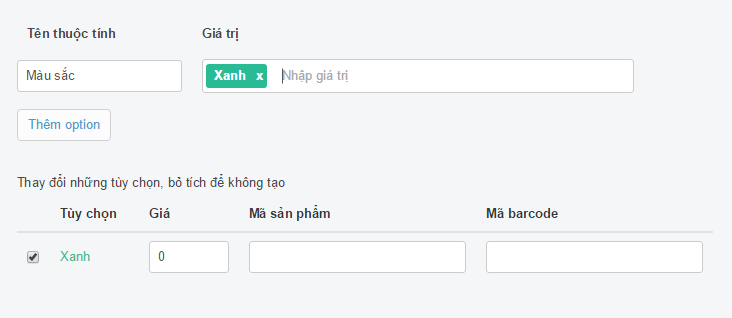 Tên thuộc tính Giá trị
Màu sắc Xanh x Nhập giá trị
Thêm option
Thay đổi những tùy chọn, bỏ tích để không tạo
Tùy chọn Giá Mã sản phẩm Mã barcode
Xanh 0